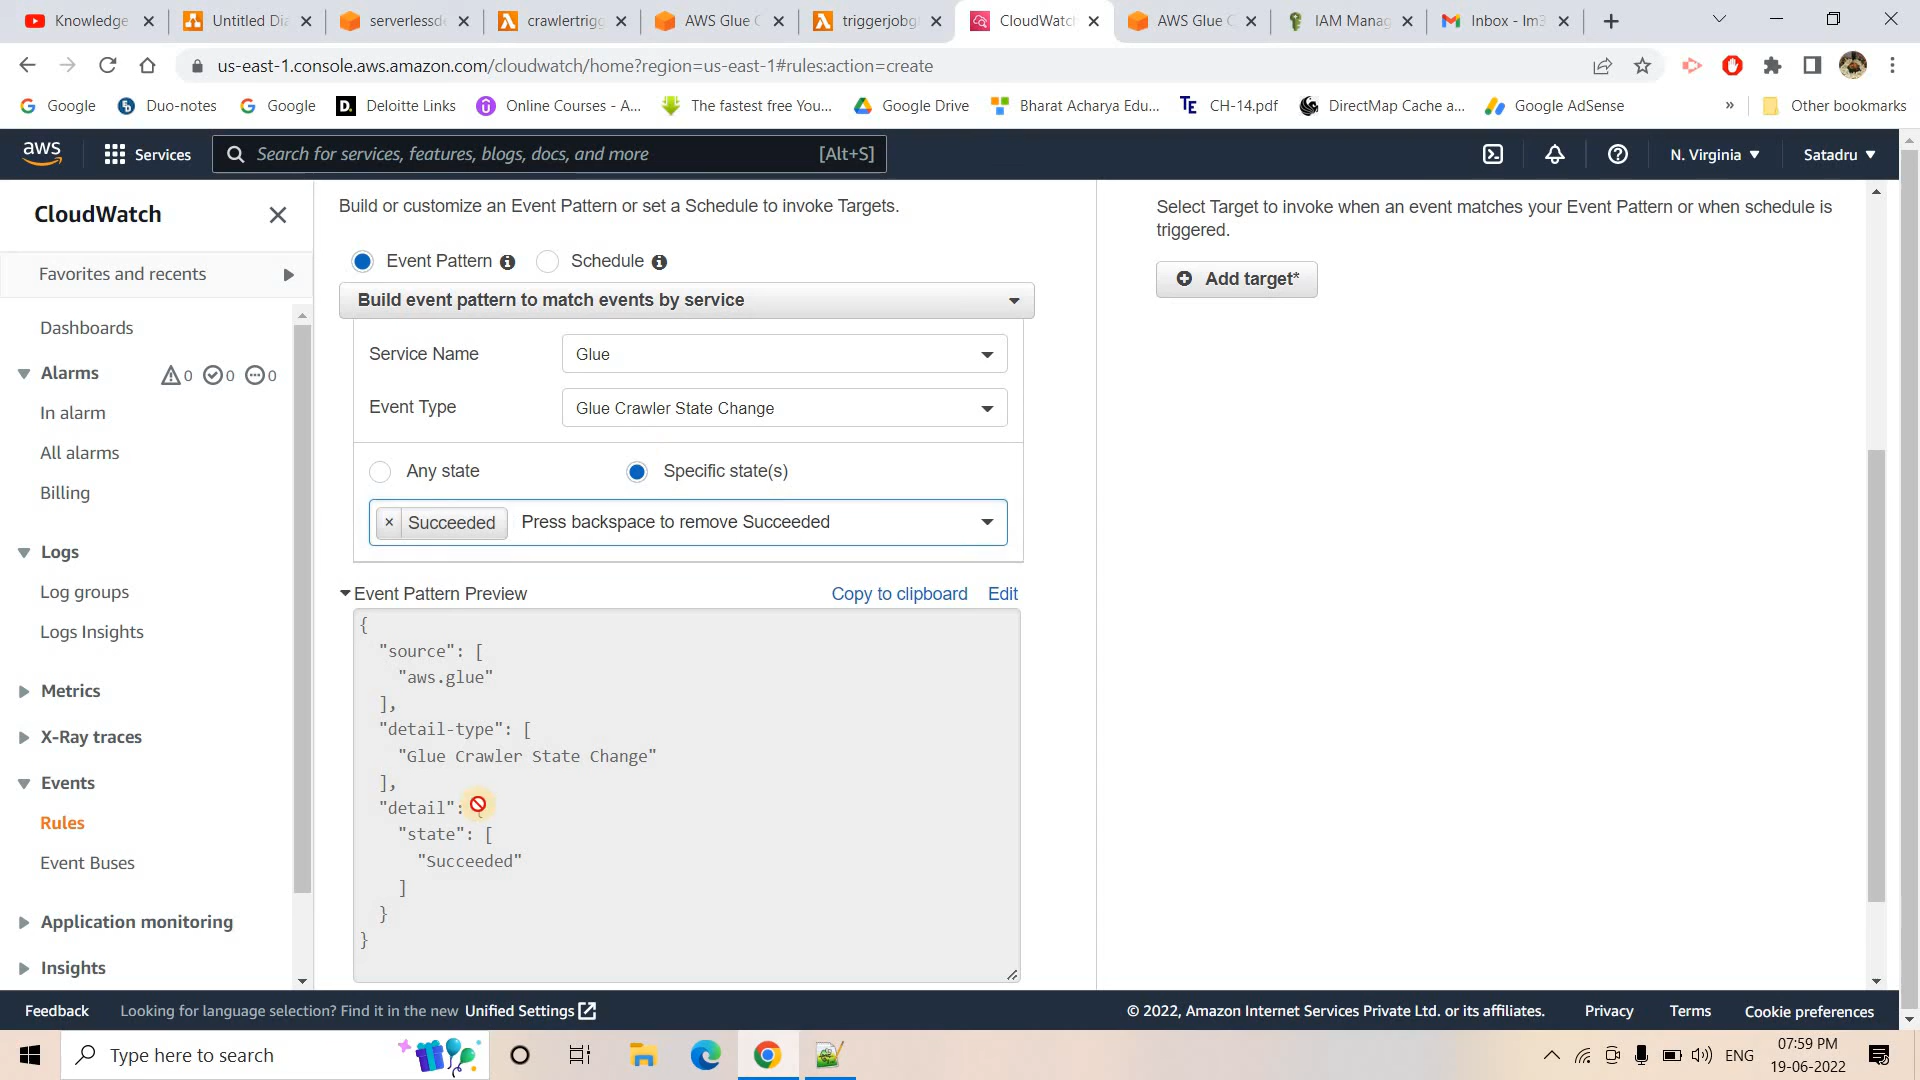 Knowledge
Untitled Dia
serverlessde
crawlertrigg
AWS Glue C
triggerjobg
CloudWatc
AWS Glue C
IAM Manag
Inbox - lm3
us-east-1.console.aws.amazon.com/cloudwatch/home?region=us-east-1#rules:action=create
Google
Duo-notes
Google
Deloitte Links
Online Courses - A...
The fastest free You...
Google Drive
Bharat Acharya Edu...
CH-14.pdf
DirectMap Cache a...
Google AdSense
»
Other bookmarks
aws
Services
Search for services, features, blogs, docs, and more
[Alt+S]
N. Virginia
Satadru
CloudWatch
Favorites and recents
Dashboards
Alarms
0
0
0
In alarm
All alarms
Billing
Logs
Log groups
Logs Insights
Metrics
X-Ray traces
Events
Rules
Event Buses
Application monitoring
Insights
Build or customize an Event Pattern or set a Schedule to invoke Targets.
Event Pattern
Schedule
Build event pattern to match events by service
Service Name
Glue
Event Type
Glue Crawler State Change
Any state
Specific state(s)
× Succeeded
Press backspace to remove Succeeded
Event Pattern Preview
Copy to clipboard
Edit
{
"source": [
"aws.glue"
],
"detail-type": [
"Glue Crawler State Change"
],
"detail": {
"state": [
"Succeeded"
]
}
}
Select Target to invoke when an event matches your Event Pattern or when schedule is
triggered.
Add target*
Feedback
Looking for language selection? Find it in the new Unified Settings
© 2022, Amazon Internet Services Private Ltd. or its affiliates.
Privacy
Terms
Cookie preferences
Type here to search
ENG
07:59 PM
19-06-2022